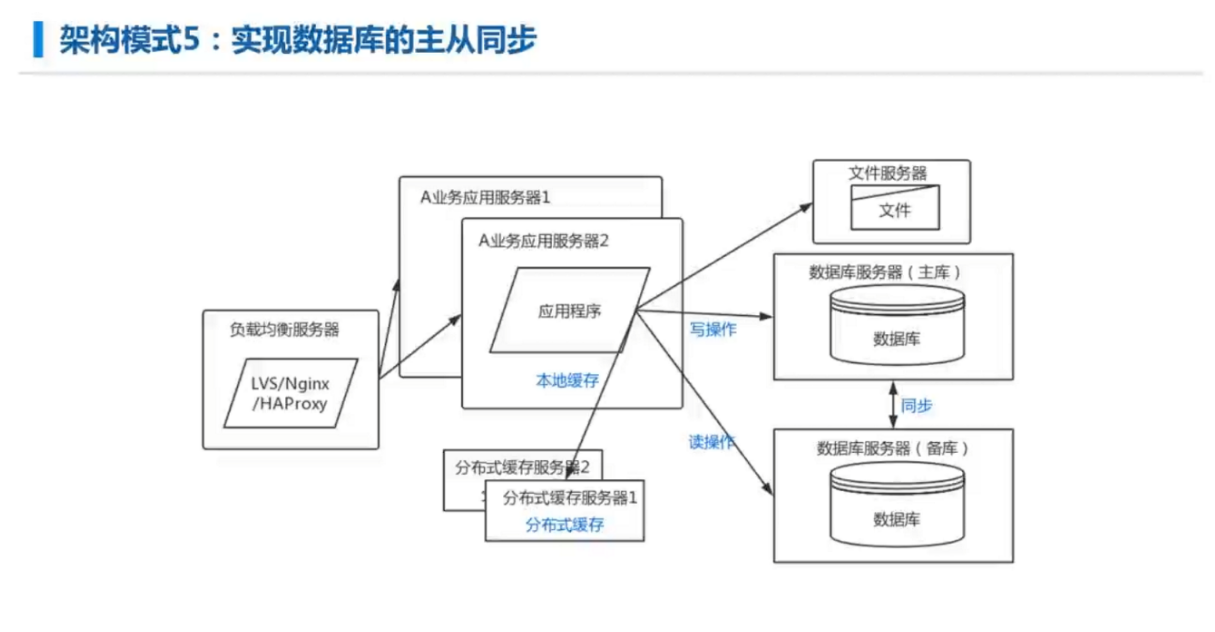 架构模式5：实现数据库的主从同步
文件服务器
文件
A业务应用服务器1
A业务应用服务器2
应用程序
本地缓存
负载均衡服务器
LVS/Nginx
/HAProxy
写操作
读操作
数据库服务器（主库）
数据库
同步
数据库服务器（备库）
数据库
分布式缓存服务器2
分布式缓存服务器1
分布式缓存